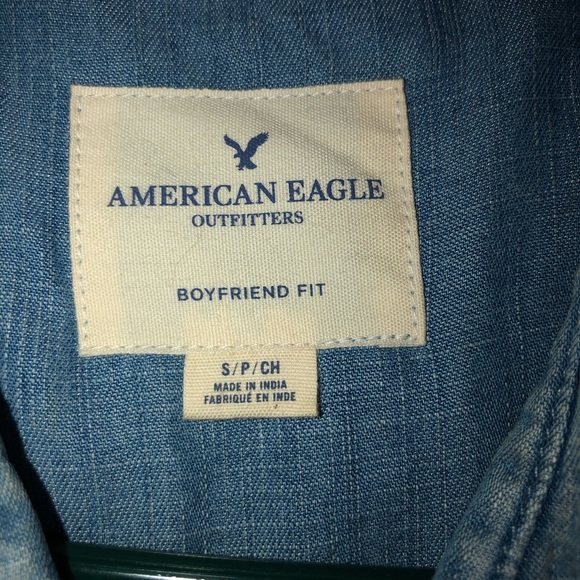 AMERICAN EAGLE
OUTFITTERS
BOYFRIEND FIT
S/P/CH
MADE IN INDIA
FABRIQUÉ EN INDE